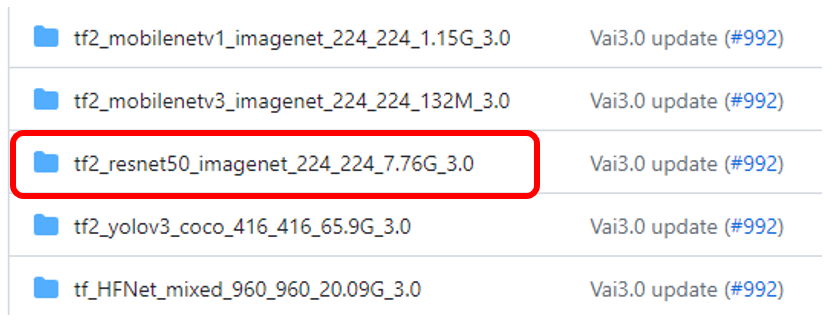 tf2_mobilenetv1_imagenet_224_224_1.15G_3.0 Vai3.0 update (#992)
tf2_mobilenetv3_imagenet_224_224_132M_3.0 Vai3.0 update (#992)
tf2_resnet50_imagenet_224_224_7.76G_3.0 Vai3.0 update (#992)
tf2_yolov3_coco_416_416_65.9G_3.0 Vai3.0 update (#992)
tf_HFNet_mixed_960_960_20.09G_3.0 Vai3.0 update (#992)